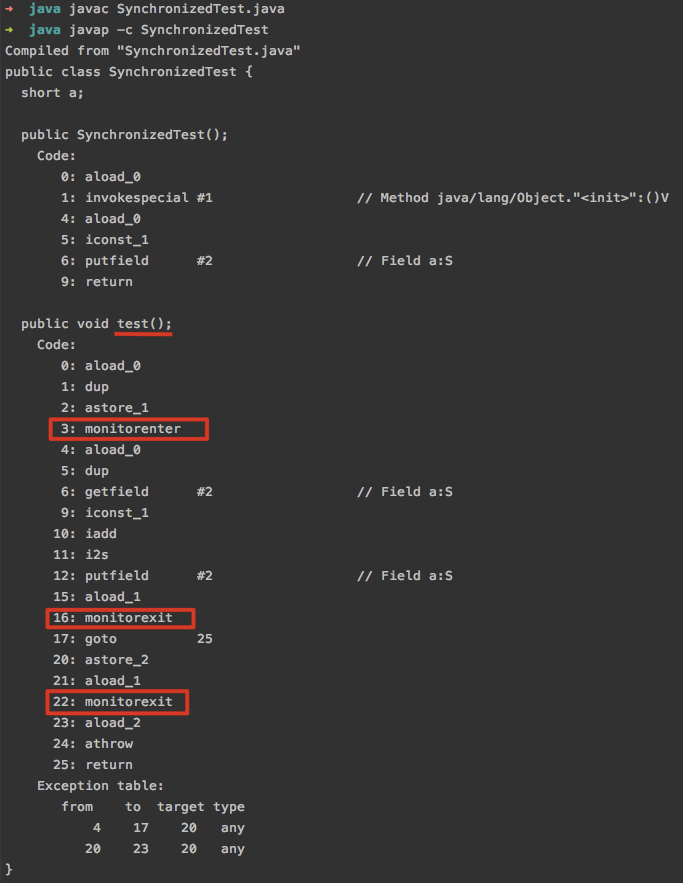 → java javac SynchronizedTest.java
→ java javap -c SynchronizedTest
Compiled from "SynchronizedTest.java"
public class SynchronizedTest {
  short a;

  public SynchronizedTest();
    Code:
       0: aload_0
       1: invokespecial #1                  // Method java/lang/Object."<init>":()V
       4: aload_0
       5: iconst_1
       6: putfield      #2                  // Field a:S
       9: return

  public void test();
    Code:
       0: aload_0
       1: dup
       2: astore_1
       3: monitorenter
       4: aload_0
       5: dup
       6: getfield      #2                  // Field a:S
       9: iconst_1
      10: iadd
      11: i2s
      12: putfield      #2                  // Field a:S
      15: aload_1
      16: monitorexit
      17: goto          25
      20: astore_2
      21: aload_1
      22: monitorexit
      23: aload_2
      24: athrow
      25: return
    Exception table:
       from    to  target type
           4    17    20   any
          20    23    20   any
}